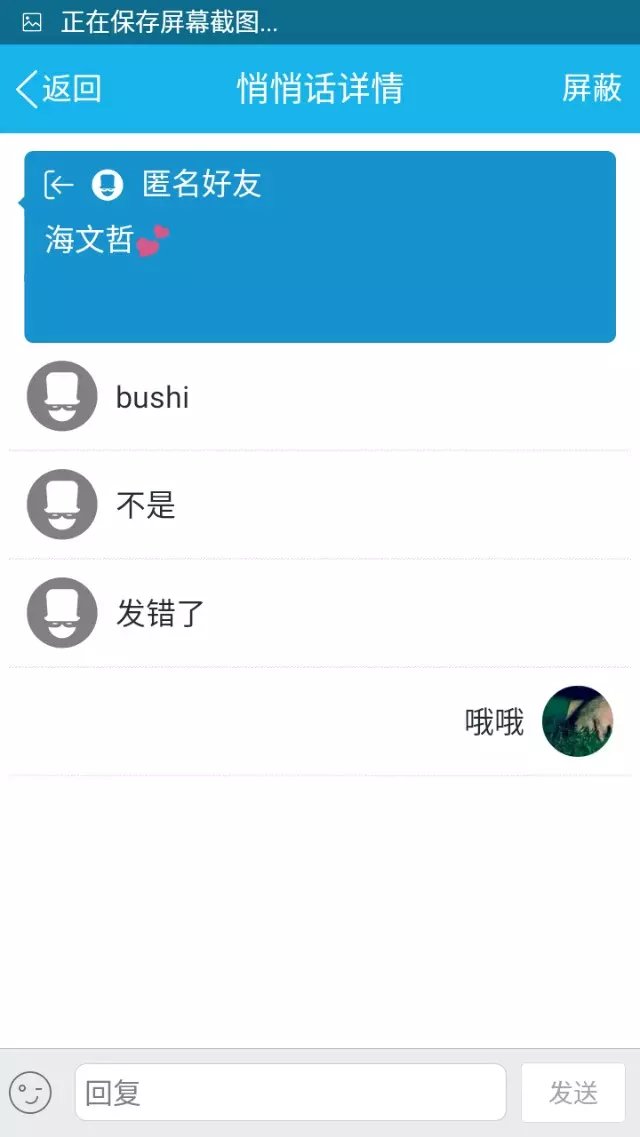 正在保存屏幕截图...
返回 悄悄话详情 屏蔽
匿名好友
海文哲💕
bushi
不是
发错了
哦哦
回复 发送